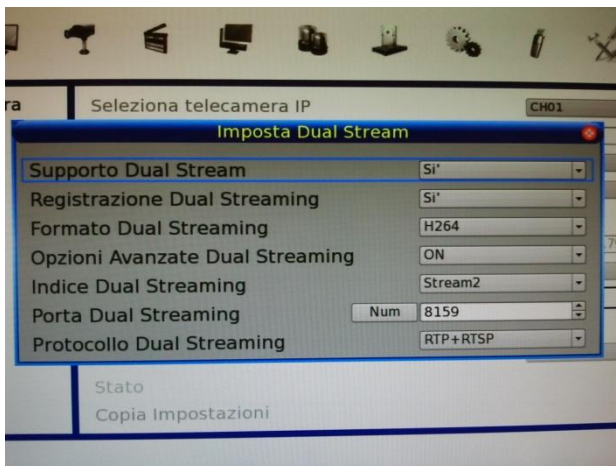 ra Seleziona telecamera IP CH01
Imposta Dual Stream
Supporto Dual Stream Si'
Registrazione Dual Streaming Si'
Formato Dual Streaming H264
Opzioni Avanzate Dual Streaming ON
Indice Dual Streaming Stream2
Porta Dual Streaming Num 8159
Protocollo Dual Streaming RTP+RTSP
Stato
Copia Impostazioni